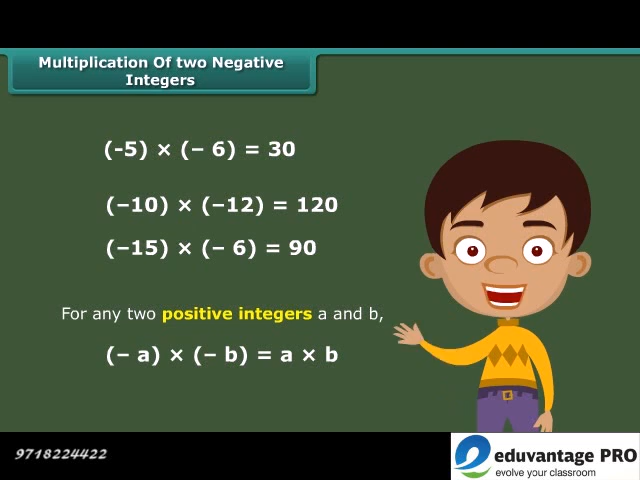 Multiplication Of two Negative
Integers
(-5) × (– 6) = 30
(–10) × (–12) = 120
(–15) × (– 6) = 90
For any two positive integers a and b,
(– a) × (– b) = a × b
9718224422
eduvantage PRO
evolve your classroom